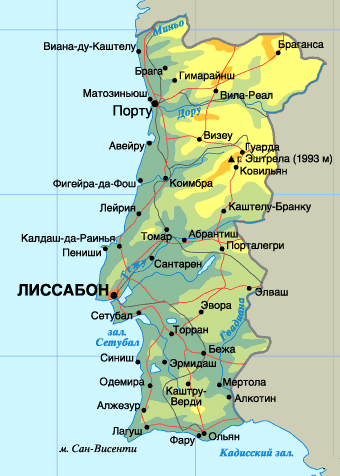 Миньо
Виана-ду-Каштелу
Браганса
Брага
Гимарайнш
Матозиньюш
Вила-Реал
Порту
Дору
Авейру
Визеу
Гуарда
г. Эштрела (1993 м)
Ковильян
Фигейра-да-Фош
Коимбра
Лейрия
Каштелу-Бранку
Калдаш-да-Раинья
Томар
Абрантиш
Пениши
Порталегри
Тежу
Сантарен
ЛИССАБОН
Элваш
Сетубал
Эвора
Гвадиана
зал.
Сетубал
Торран
Бежа
Синиш
Эрмидаш
Одемира
Каштру-
Верди
Мертола
Алжезур
Алкотин
Лагуш
Фару
Ольян
м. Сан-Висенти
Кадисский зал.